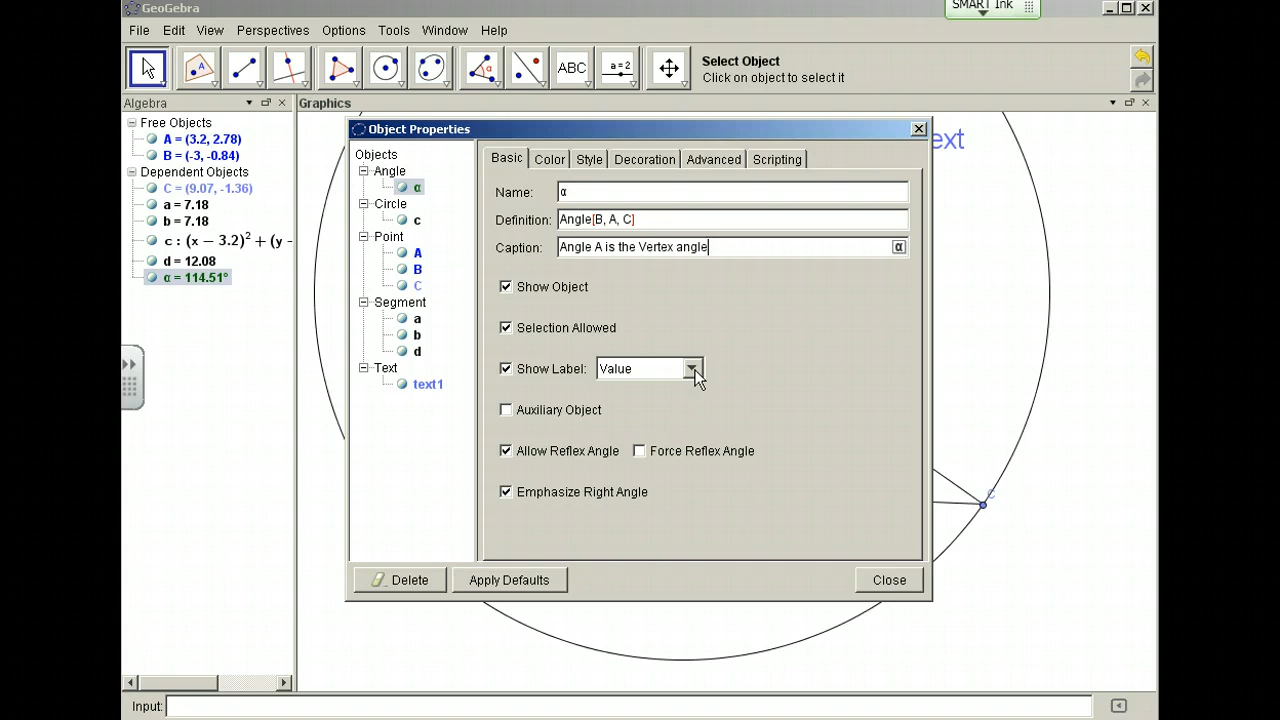 GeoGebra
SMART Ink
File Edit View Perspectives Options Tools Window Help
A
α
ABC
a=2
Select Object
Click on object to select it
Algebra
Graphics
Free Objects
A = (3.2, 2.78)
B = (-3, -0.84)
Dependent Objects
C = (9.07, -1.36)
a = 7.18
b = 7.18
c : (x − 3.2)² + (y −
d = 12.08
α = 114.51°
ext
C
Object Properties
Objects
Angle
α
Circle
c
Point
A
B
C
Segment
a
b
d
Text
text1
Basic Color Style Decoration Advanced Scripting
Name: α
Definition: Angle[B, A, C]
Caption: Angle A is the Vertex angle α
Show Object
Selection Allowed
Show Label: Value
Auxiliary Object
Allow Reflex Angle Force Reflex Angle
Emphasize Right Angle
Delete Apply Defaults Close
Input: